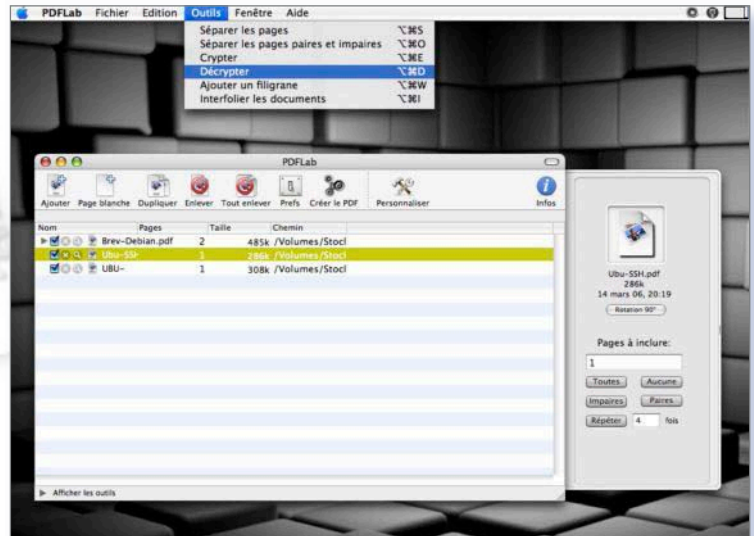 PDFLab Fichier Edition Outils Fenêtre Aide
Séparer les pages ⌥⌘S
Séparer les pages paires et impaires ⌥⌘O
Crypter ⌥⌘E
Décrypter ⌥⌘D
Ajouter un filigrane ⌥⌘W
Interfolier les documents ⌥⌘I
PDFLab
Ajouter Page blanche Dupliquer Enlever Tout enlever Prefs Créer le PDF Personnaliser Infos
Nom Pages Taille Chemin
Brev-Debian.pdf 2 485k /Volumes/Stocl
Ubu-SSH 1 286k /Volumes/Stocl
UBU- 1 308k /Volumes/Stocl
Afficher les outils
Ubu-SSH.pdf
286k
14 mars 06, 20:19
Rotation 90°
Pages à inclure:
1
Toutes Aucune
Impaires Paires
Répéter 4 fois